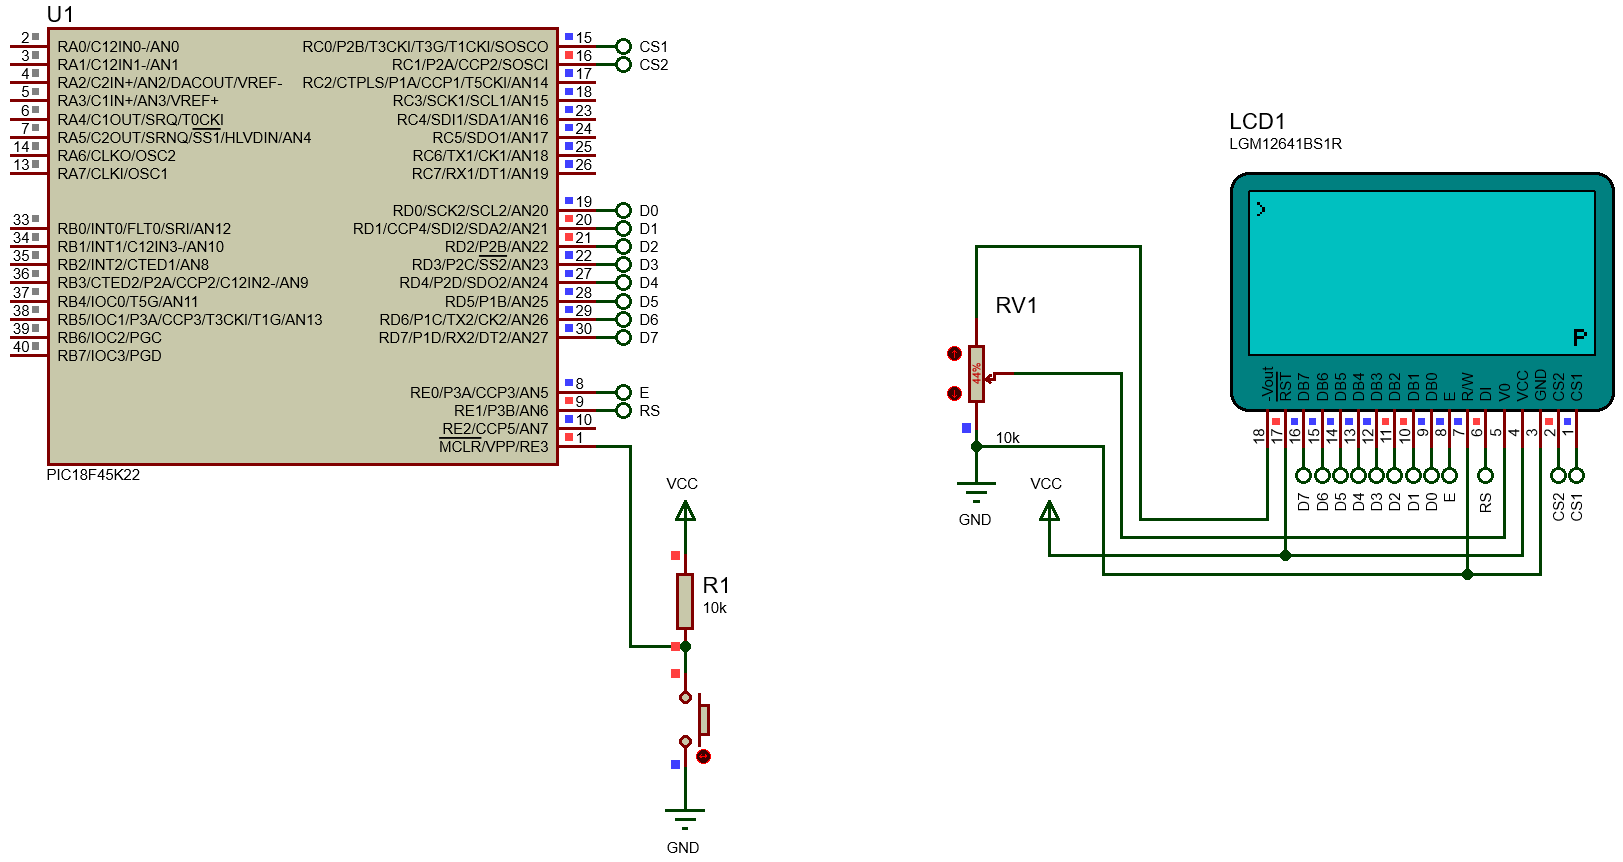 U1
2 RA0/C12IN0-/AN0
3 RA1/C12IN1-/AN1
4 RA2/C2IN+/AN2/DACOUT/VREF-
5 RA3/C1IN+/AN3/VREF+
6 RA4/C1OUT/SRQ/T0CKI
7 RA5/C2OUT/SRNQ/SS1/HLVDIN/AN4
14 RA6/CLKO/OSC2
13 RA7/CLKI/OSC1
33 RB0/INT0/FLT0/SRI/AN12
34 RB1/INT1/C12IN3-/AN10
35 RB2/INT2/CTED1/AN8
36 RB3/CTED2/P2A/CCP2/C12IN2-/AN9
37 RB4/IOC0/T5G/AN11
38 RB5/IOC1/P3A/CCP3/T3CKI/T1G/AN13
39 RB6/IOC2/PGC
40 RB7/IOC3/PGD
RC0/P2B/T3CKI/T3G/T1CKI/SOSCO 15 CS1
RC1/P2A/CCP2/SOSCI 16 CS2
RC2/CTPLS/P1A/CCP1/T5CKI/AN14 17
RC3/SCK1/SCL1/AN15 18
RC4/SDI1/SDA1/AN16 23
RC5/SDO1/AN17 24
RC6/TX1/CK1/AN18 25
RC7/RX1/DT1/AN19 26
RD0/SCK2/SCL2/AN20 19 D0
RD1/CCP4/SDI2/SDA2/AN21 20 D1
RD2/P2B/AN22 21 D2
RD3/P2C/SS2/AN23 22 D3
RD4/P2D/SDO2/AN24 27 D4
RD5/P1B/AN25 28 D5
RD6/P1C/TX2/CK2/AN26 29 D6
RD7/P1D/RX2/DT2/AN27 30 D7
RE0/P3A/CCP3/AN5 8 E
RE1/P3B/AN6 9 RS
RE2/CCP5/AN7 10
MCLR/VPP/RE3 1
PIC18F45K22
VCC
R1
10k
GND
RV1
44%
10k
GND
VCC
LCD1
LGM12641BS1R
>
P
-Vout RST DB7 DB6 DB5 DB4 DB3 DB2 DB1 DB0 E R/W DI V0 VCC GND CS2 CS1
18 17 16 15 14 13 12 11 10 9 8 7 6 5 4 3 2 1
D7 D6 D5 D4 D3 D2 D1 D0 E RS CS2 CS1